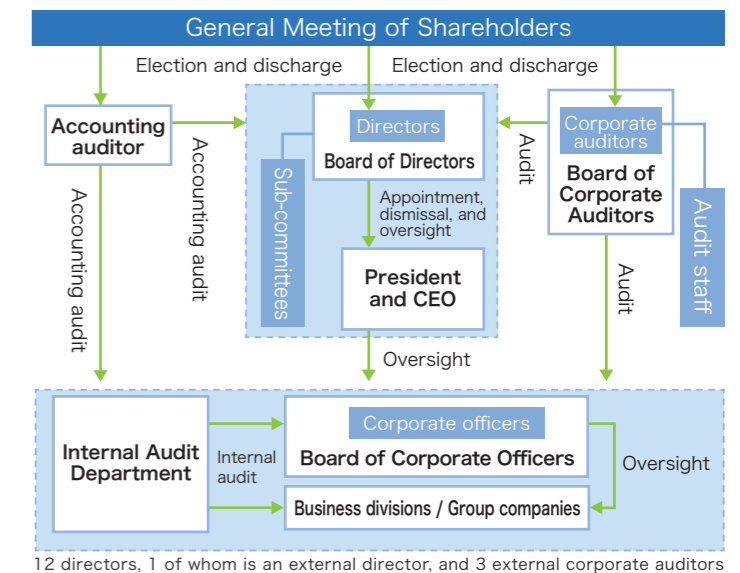 General Meeting of Shareholders
Election and discharge
Election and discharge
Accounting
auditor
Accounting audit
Accounting audit
Directors
Board of Directors
Sub-committees
Appointment,
dismissal, and
oversight
President
and CEO
Audit
Corporate
auditors
Board of
Corporate
Auditors
Audit staff
Audit
Oversight
Internal Audit
Department
Internal
audit
Corporate officers
Board of Corporate Officers
Business divisions / Group companies
Oversight
12 directors, 1 of whom is an external director, and 3 external corporate auditors